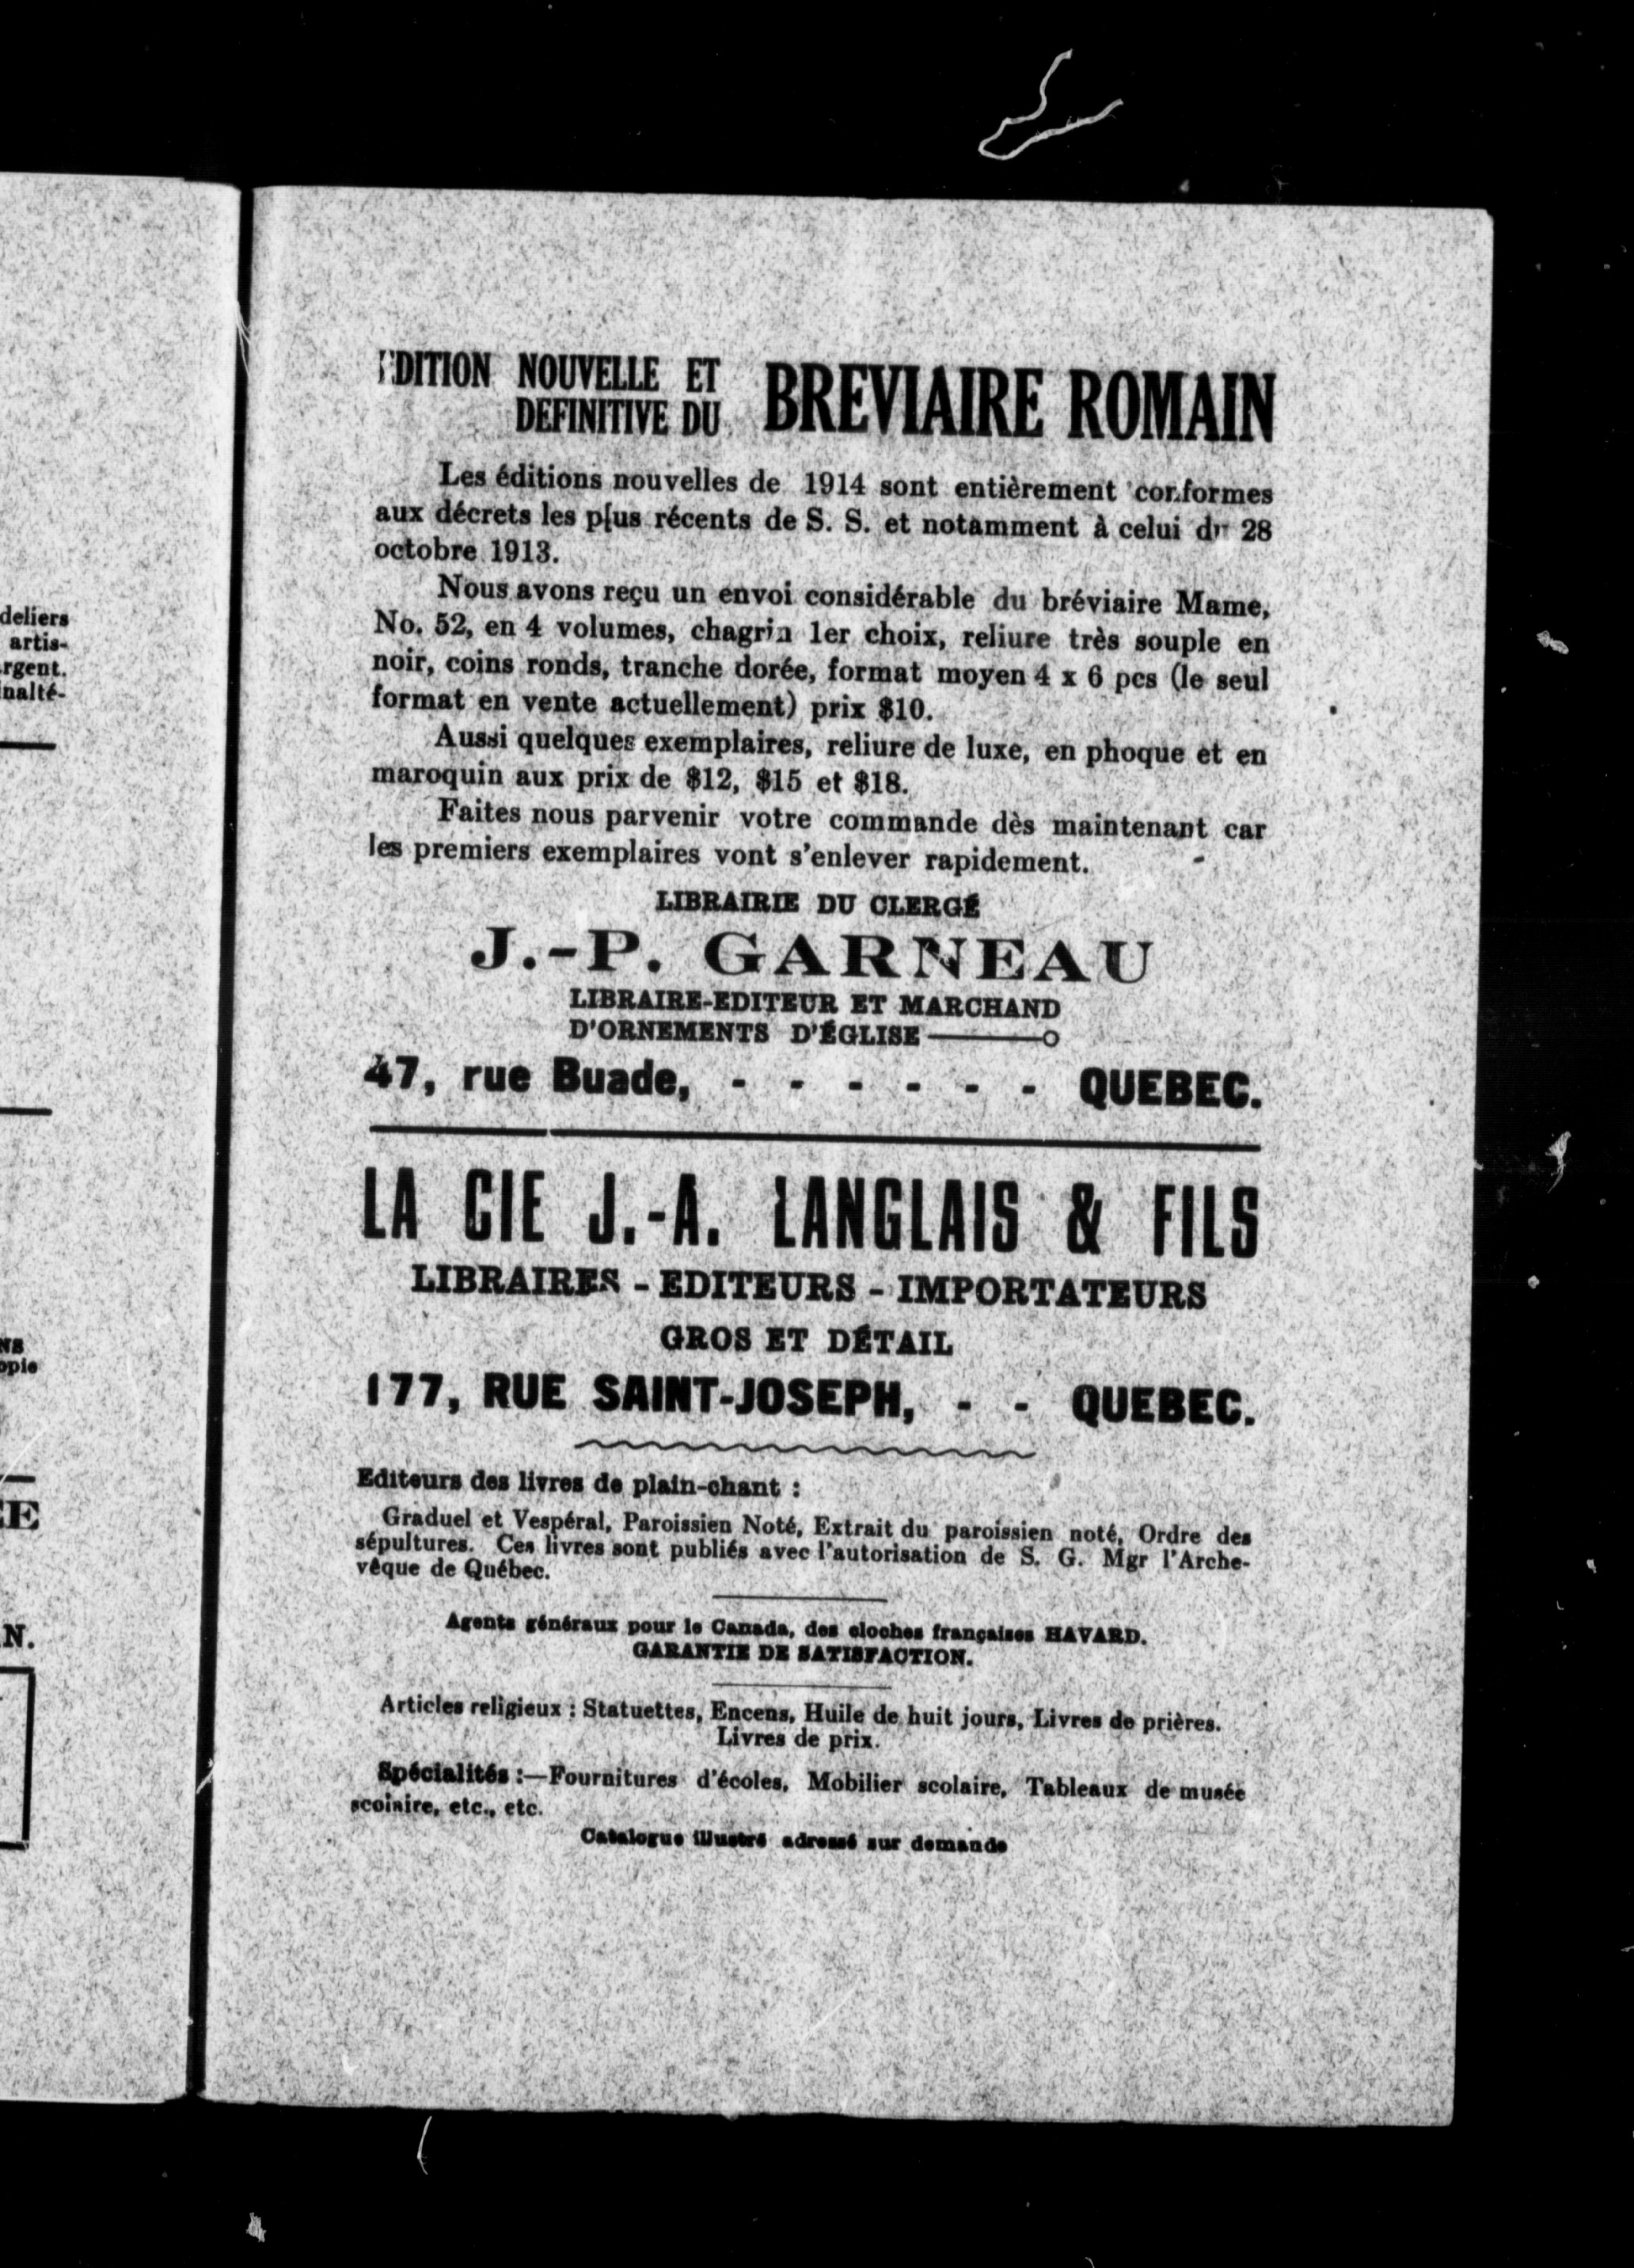 EDITION NOUVELLE ET
DEFINITIVE DU
BREVIAIRE ROMAIN
Les éditions nouvelles de 1914 sont entièrement conformes
aux décrets les plus récents de S. S. et notamment à celui du 28
octobre 1913.
Nous avons reçu un envoi considérable du bréviaire Mame,
No. 52, en 4 volumes, chagrin 1er choix, reliure très souple en
noir, coins ronds, tranche dorée, format moyen 4 x 6 pcs (le seul
format en vente actuellement) prix $10.
Aussi quelques exemplaires, reliure de luxe, en phoque et en
maroquin aux prix de $12, $15 et $18.
Faites nous parvenir votre commande dès maintenant car
les premiers exemplaires vont s'enlever rapidement.
LIBRAIRIE DU CLERGÉ
J.-P. GARNEAU
LIBRAIRE-EDITEUR ET MARCHAND
D'ORNEMENTS D'ÉGLISE
47, rue Buade, - - - - - - QUEBEC.
LA CIE J.-A. LANGLAIS & FILS
LIBRAIRES - EDITEURS - IMPORTATEURS
GROS ET DÉTAIL
177, RUE SAINT-JOSEPH, - - QUEBEC.
Editeurs des livres de plain-chant :
Graduel et Vespéral, Paroissien Noté, Extrait du paroissien noté, Ordre des
sépultures. Ces livres sont publiés avec l'autorisation de S. G. Mgr l'Arche-
vêque de Québec.
Agents généraux pour le Canada, des cloches françaises HAVARD.
GARANTIE DE SATISFACTION.
Articles religieux : Statuettes, Encens, Huile de huit jours, Livres de prières.
Livres de prix.
Spécialités :—Fournitures d'écoles, Mobilier scolaire, Tableaux de musée
scolaire, etc., etc.
Catalogue illustré adressé sur demande
deliers
artis-
rgent.
nalté-
NS
opie
E
N.